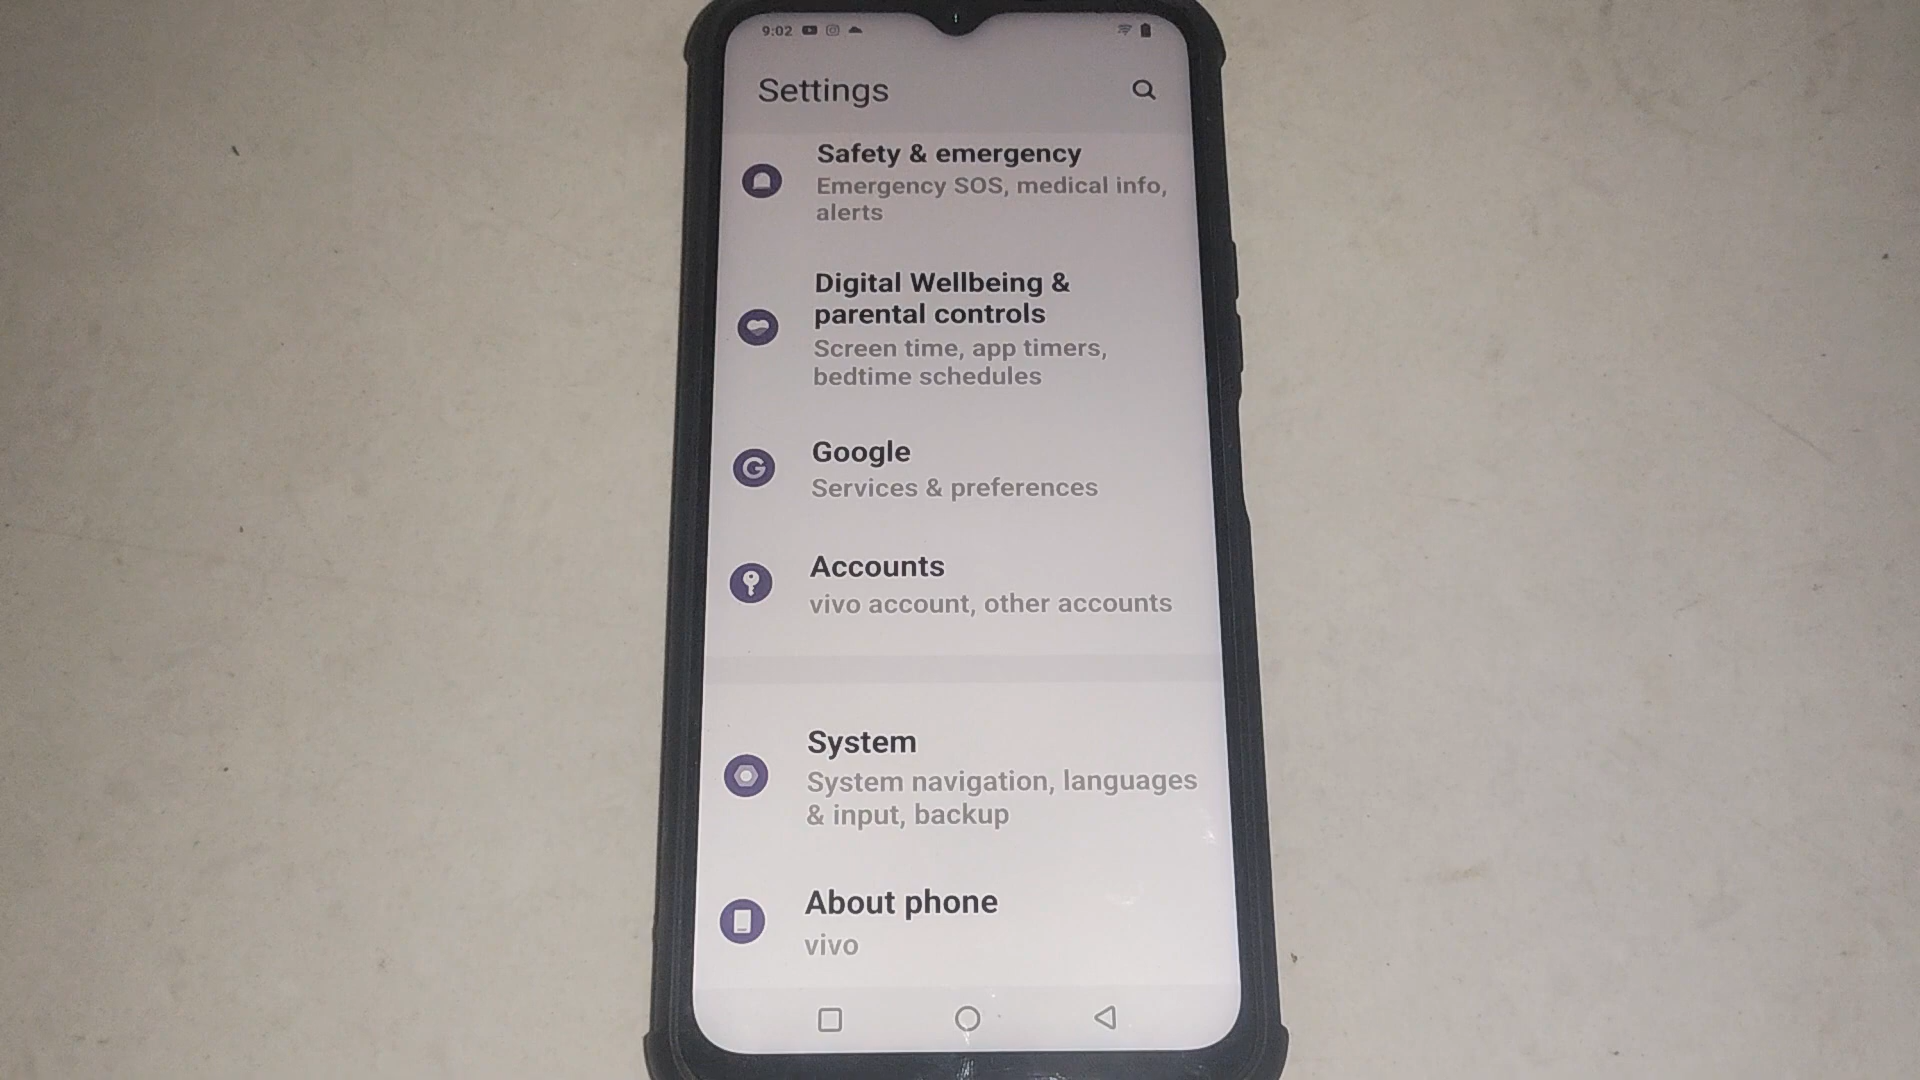 9:02
Settings
Safety & emergency
Emergency SOS, medical info,
alerts
Digital Wellbeing &
parental controls
Screen time, app timers,
bedtime schedules
Google
Services & preferences
Accounts
vivo account, other accounts
System
System navigation, languages
& input, backup
About phone
vivo